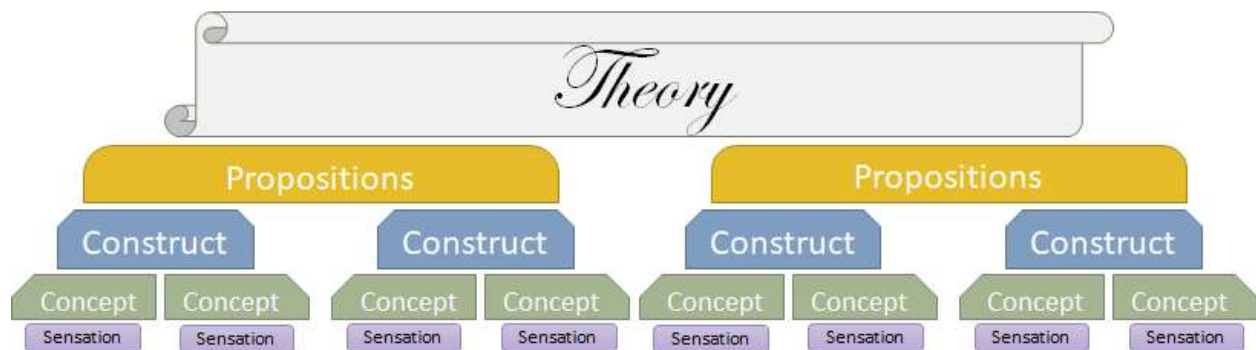 Theory
Propositions Propositions
Construct Construct Construct Construct
Concept Concept Concept Concept Concept Concept Concept Concept
Sensation Sensation Sensation Sensation Sensation Sensation Sensation Sensation